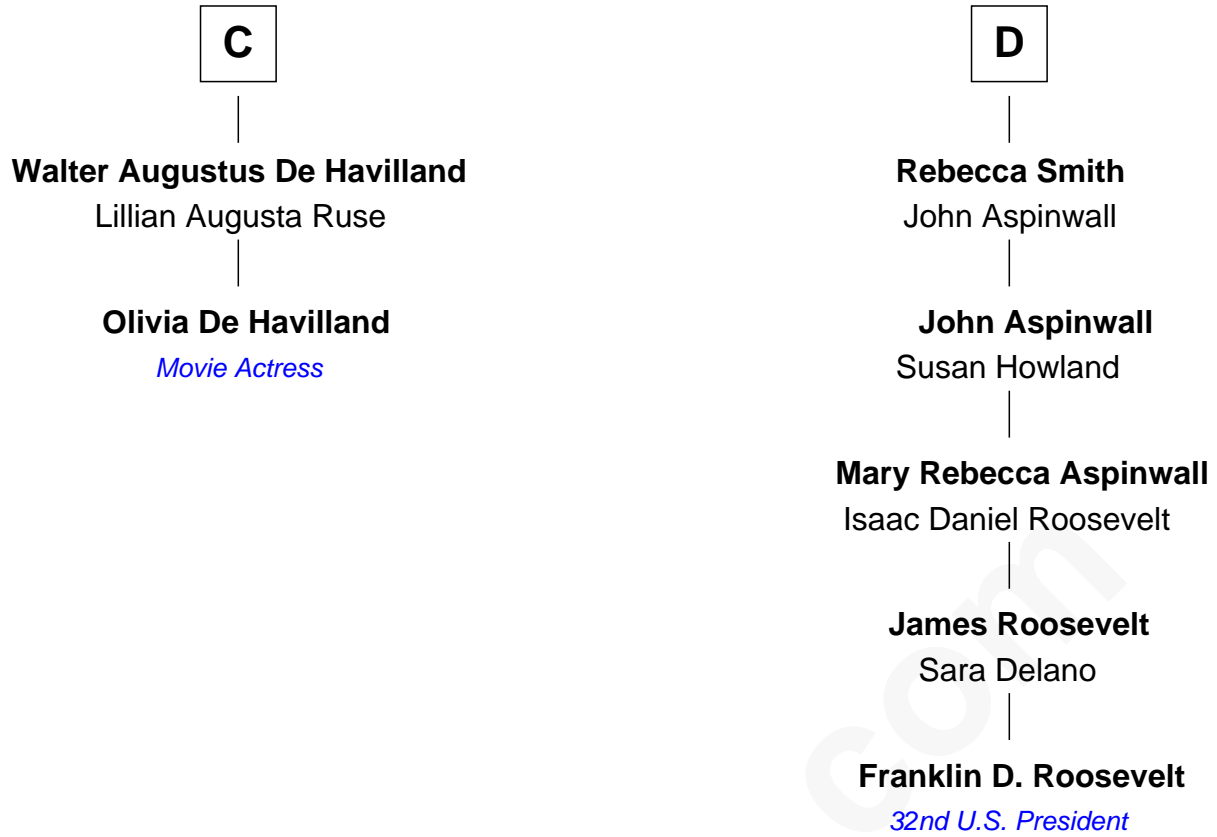 C
Walter Augustus De Havilland
Lillian Augusta Ruse
Olivia De Havilland
Movie Actress
D
Rebecca Smith
John Aspinwall
John Aspinwall
Susan Howland
Mary Rebecca Aspinwall
Isaac Daniel Roosevelt
James Roosevelt
Sara Delano
Franklin D. Roosevelt
32nd U.S. President
com